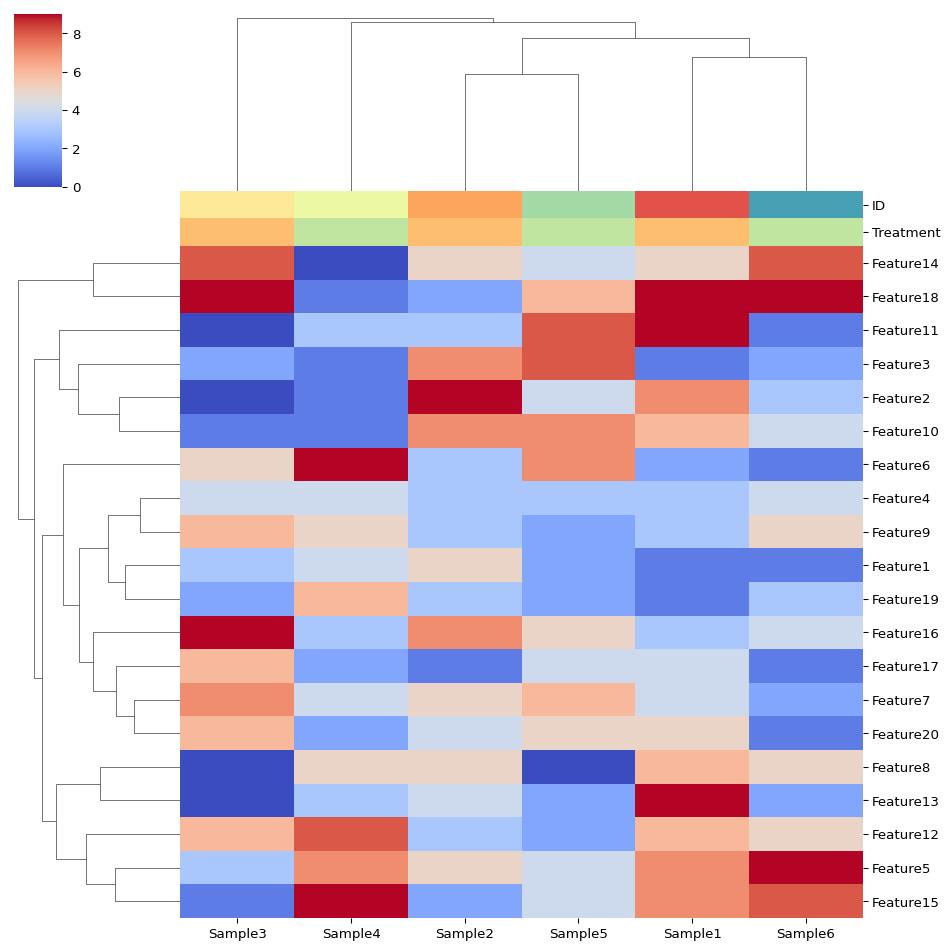 8
6
4
2
0
ID
Treatment
Feature14
Feature18
Feature11
Feature3
Feature2
Feature10
Feature6
Feature4
Feature9
Feature1
Feature19
Feature16
Feature17
Feature7
Feature20
Feature8
Feature13
Feature12
Feature5
Feature15
Sample3 Sample4 Sample2 Sample5 Sample1 Sample6